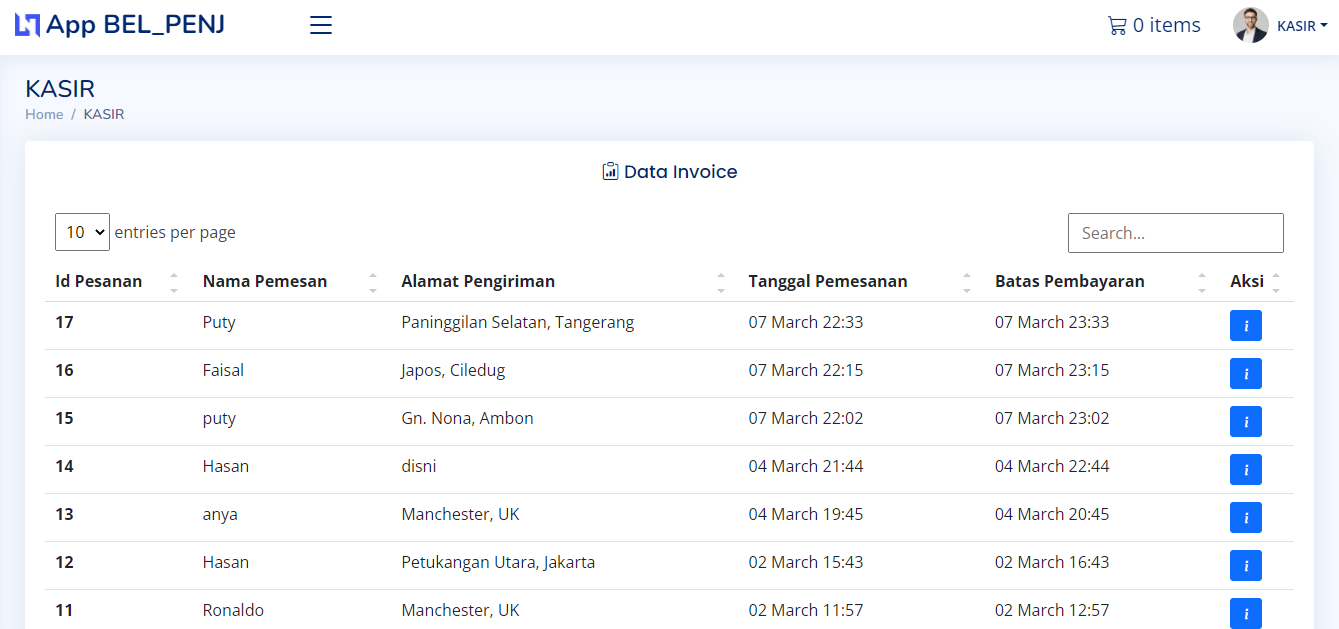 App BEL_PENJ
0 items
KASIR
KASIR
Home / KASIR
Data Invoice
10 entries per page
Search...
Id Pesanan Nama Pemesan Alamat Pengiriman Tanggal Pemesanan Batas Pembayaran Aksi
17 Puty Paninggilan Selatan, Tangerang 07 March 22:33 07 March 23:33 i
16 Faisal Japos, Ciledug 07 March 22:15 07 March 23:15 i
15 puty Gn. Nona, Ambon 07 March 22:02 07 March 23:02 i
14 Hasan disni 04 March 21:44 04 March 22:44 i
13 anya Manchester, UK 04 March 19:45 04 March 20:45 i
12 Hasan Petukangan Utara, Jakarta 02 March 15:43 02 March 16:43 i
11 Ronaldo Manchester, UK 02 March 11:57 02 March 12:57 i